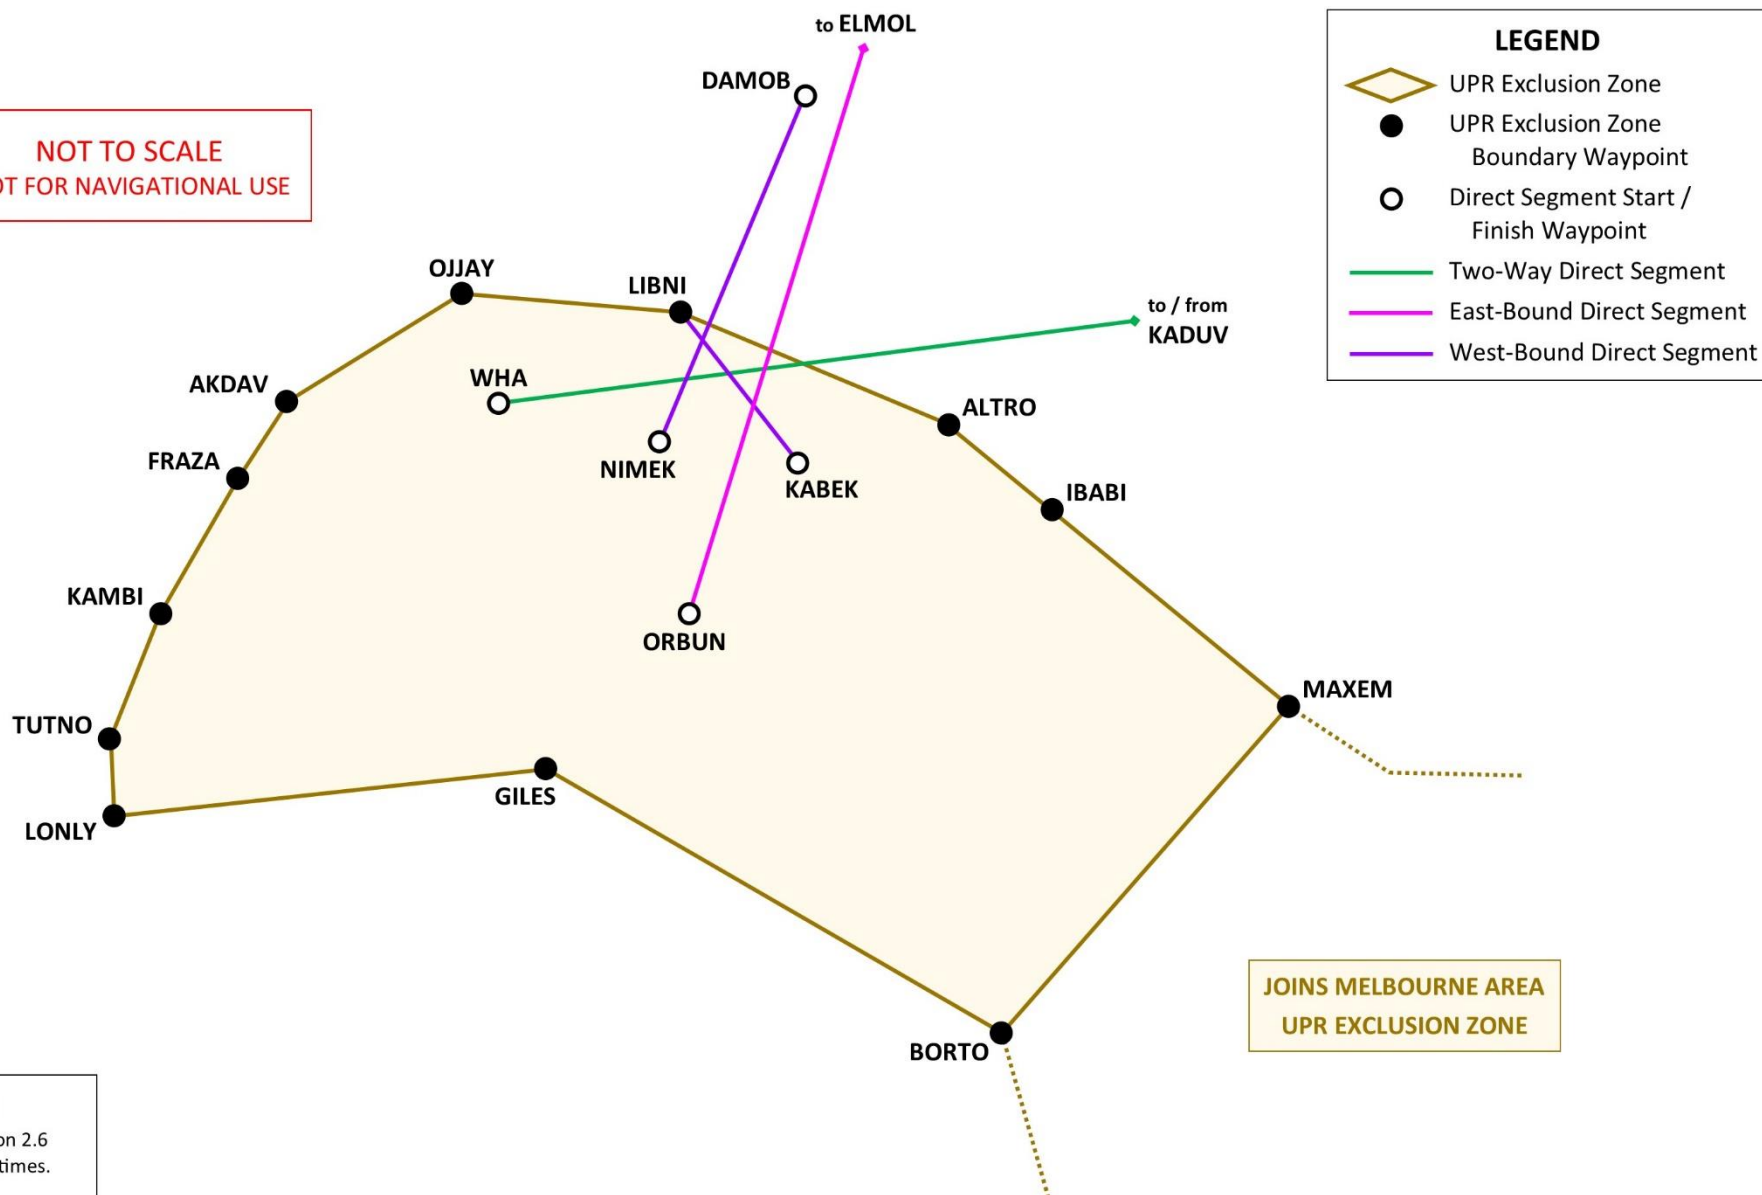 to ELMOL
DAMOB
LEGEND
UPR Exclusion Zone
UPR Exclusion Zone
Boundary Waypoint
Direct Segment Start /
Finish Waypoint
Two-Way Direct Segment
East-Bound Direct Segment
West-Bound Direct Segment
NOT TO SCALE
OT FOR NAVIGATIONAL USE
OJJAY
LIBNI
to / from
KADUV
AKDAV
WHA
ALTRO
FRAZA
NIMEK
KABEK
IBABI
KAMBI
ORBUN
MAXEM
TUTNO
GILES
LONLY
JOINS MELBOURNE AREA
UPR EXCLUSION ZONE
BORTO
on 2.6
times.